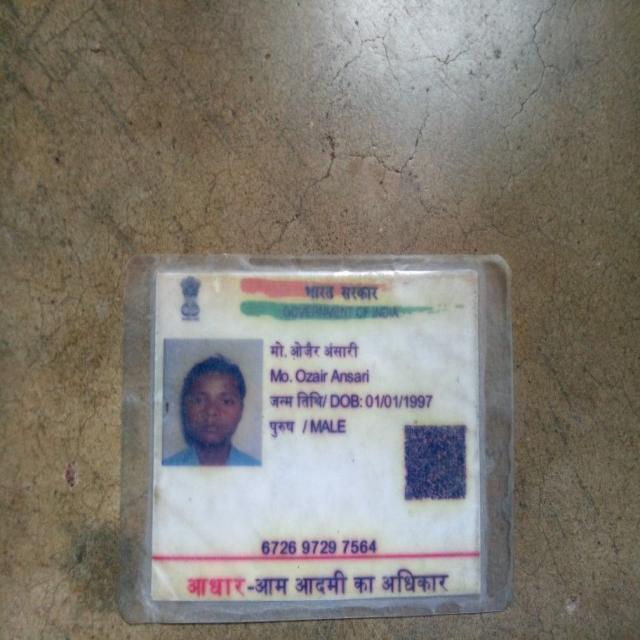 भारत सरकार
GOVERNMENT OF INDIA
मो. ओजैर अंसारी
Mo. Ozair Ansari
जन्म तिथि/ DOB: 01/01/1997
पुरुष / MALE
6726 9729 7564
आधार-आम आदमी का अधिकार